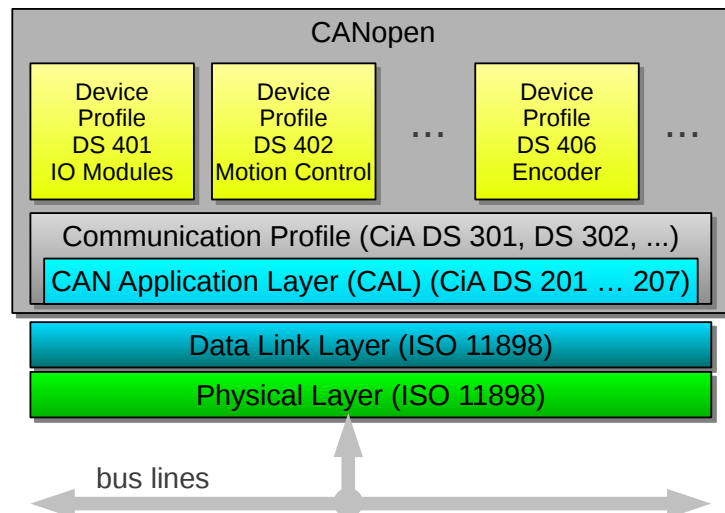 CANopen
Device
Profile
DS 401
IO Modules
Device
Profile
DS 402
Motion Control
...
Device
Profile
DS 406
Encoder
...
Communication Profile (CiA DS 301, DS 302, ...)
CAN Application Layer (CAL) (CiA DS 201 … 207)
Data Link Layer (ISO 11898)
Physical Layer (ISO 11898)
bus lines